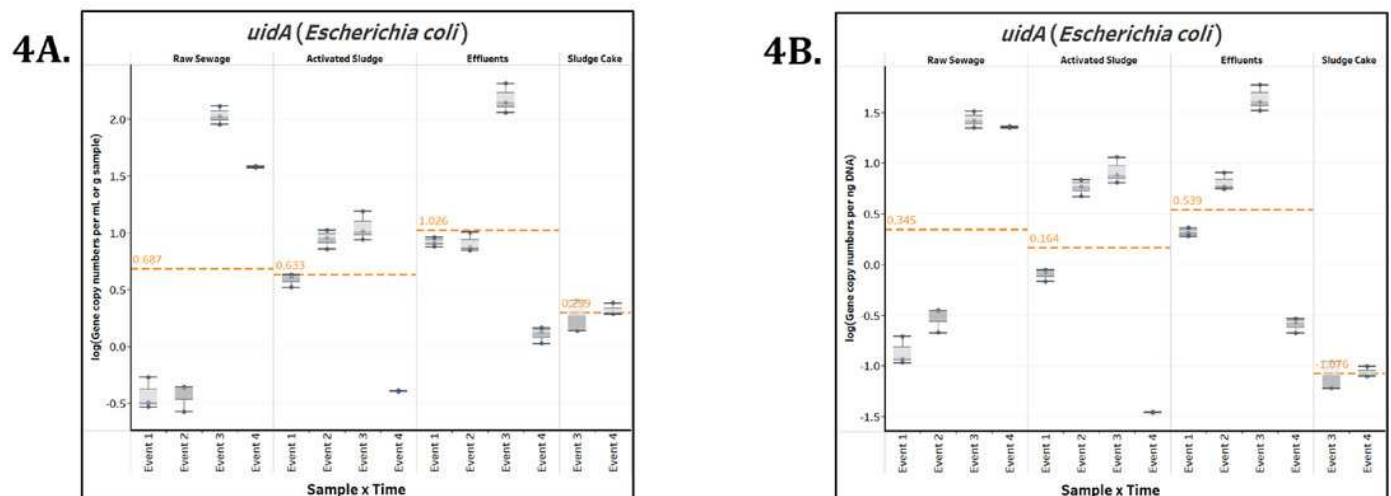 4A.
uidA (Escherichia coli)
Raw Sewage Activated Sludge Effluents Sludge Cake
log(Gene copy numbers per mL or g sample)
2.0
1.5
1.0
0.5
0.0
-0.5
0.687
0.633
1.026
0.299
Event 1 Event 2 Event 3 Event 4 Event 1 Event 2 Event 3 Event 4 Event 1 Event 2 Event 3 Event 4 Event 3 Event 4
Sample x Time
4B.
uidA (Escherichia coli)
Raw Sewage Activated Sludge Effluents Sludge Cake
log(Gene copy numbers per ng DNA)
1.5
1.0
0.5
0.0
-0.5
-1.0
-1.5
0.345
0.164
0.539
-1.076
Event 1 Event 2 Event 3 Event 4 Event 1 Event 2 Event 3 Event 4 Event 1 Event 2 Event 3 Event 4 Event 3 Event 4
Sample x Time